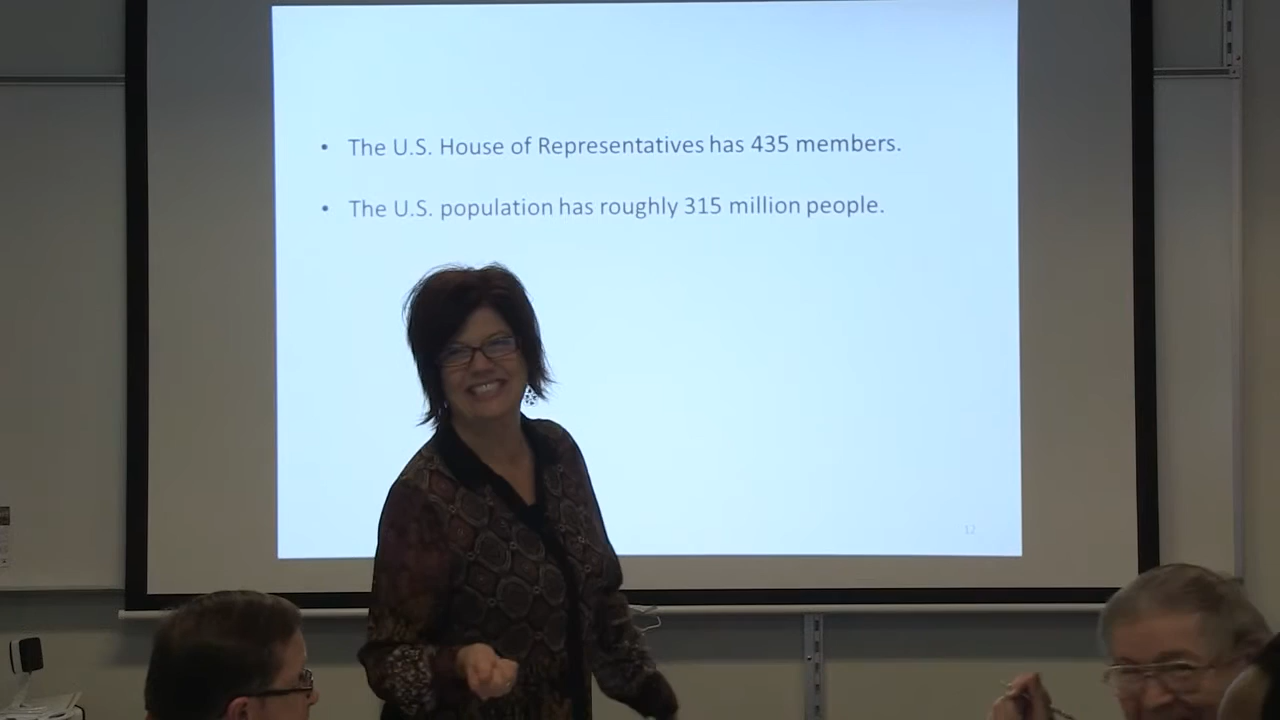 • The U.S. House of Representatives has 435 members.
• The U.S. population has roughly 315 million people.
12